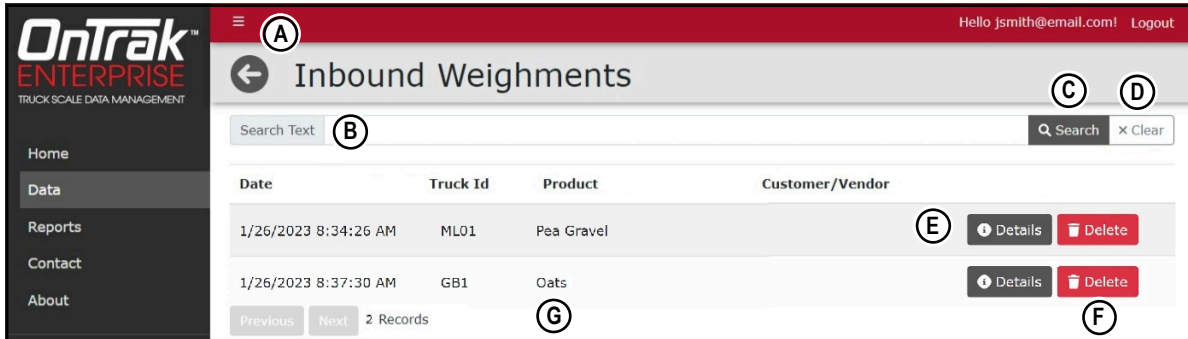 OnTrak™
ENTERPRISE
TRUCK SCALE DATA MANAGEMENT
Home
Data
Reports
Contact
About
A
Hello jsmith@email.com! Logout
Inbound Weighments
C D
Search Text B Search × Clear
Date Truck Id Product Customer/Vendor
1/26/2023 8:34:26 AM ML01 Pea Gravel E Details Delete
1/26/2023 8:37:30 AM GB1 Oats Details Delete
Previous Next 2 Records G F